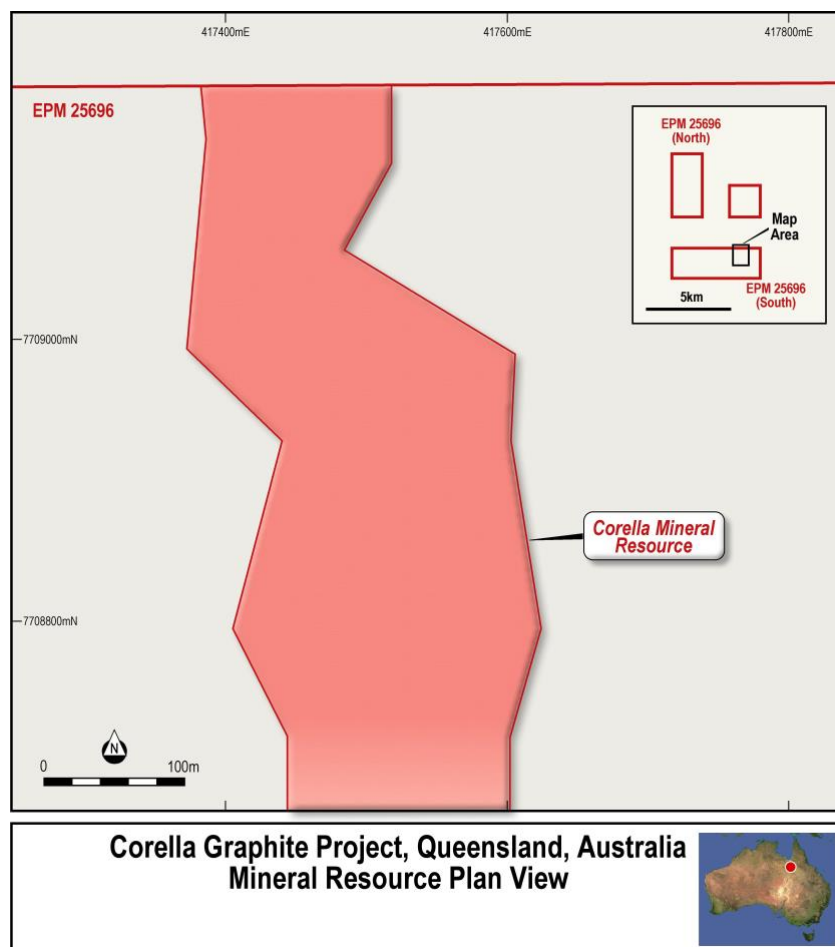 417400mE
417600mE
417800mE
EPM 25696
EPM 25696
(North)
Map
Area
EPM 25696
(South)
5km
7709000mN
Corella Mineral
Resource
7708800mN
N
0
100m
Corella Graphite Project, Queensland, Australia
Mineral Resource Plan View